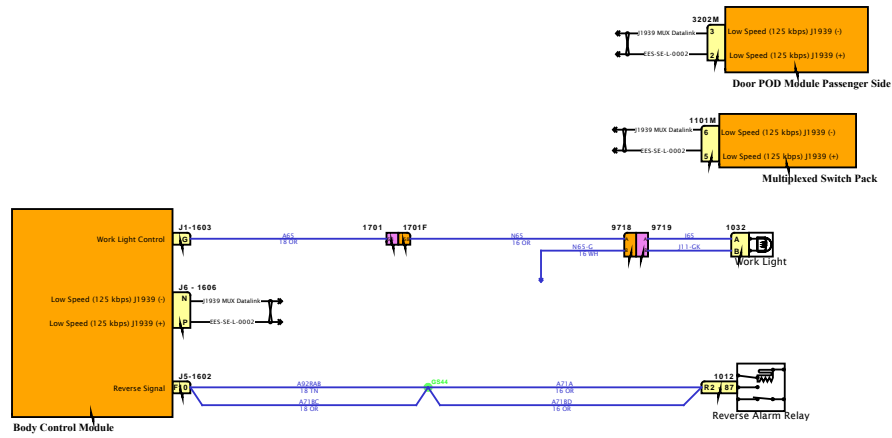 3202M
J1939 MUX Datalink
3
Low Speed (125 kbps) J1939 (-)
EES-SE-L-0002
2
Low Speed (125 kbps) J1939 (+)
Door POD Module Passenger Side
1101M
J1939 MUX Datalink
6
Low Speed (125 kbps) J1939 (-)
EES-SE-L-0002
5
Low Speed (125 kbps) J1939 (+)
Multiplexed Switch Pack
J1-1603
1701
1701F
9718
9719
1032
Work Light Control
G
A65
18 OR
N65
16 OR
A
A
I65
A
N65-G
16 WH
B
B
J11-GK
B
Work Light
J6 - 1606
Low Speed (125 kbps) J1939 (-)
N
J1939 MUX Datalink
Low Speed (125 kbps) J1939 (+)
P
EES-SE-L-0002
J5-1602
1012
Reverse Signal
F
0
A928AB
18 TN
G544
A71A
16 OR
R2
87
A718C
18 OR
A718D
16 OR
Reverse Alarm Relay
Body Control Module